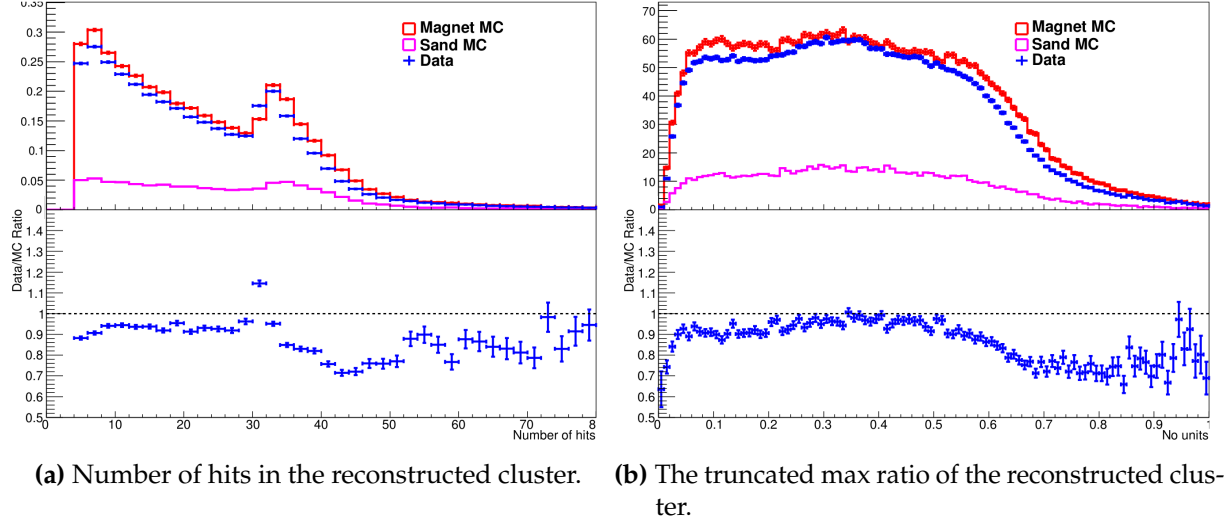 0.35
0.3
0.25
0.2
0.15
0.1
0.05
0
Magnet MC
Sand MC
Data
Data/MC Ratio
1.4
1.3
1.2
1.1
1
0.9
0.8
0.7
0.6
0.5
0 10 20 30 40 50 60 70 80
Number of hits
70
60
50
40
30
20
10
0
Magnet MC
Sand MC
Data
Data/MC Ratio
1.4
1.3
1.2
1.1
1
0.9
0.8
0.7
0.6
0.5
0 0.1 0.2 0.3 0.4 0.5 0.6 0.7 0.8 0.9 1
No units
(a) Number of hits in the reconstructed cluster.
(b) The truncated max ratio of the reconstructed clus-
ter.